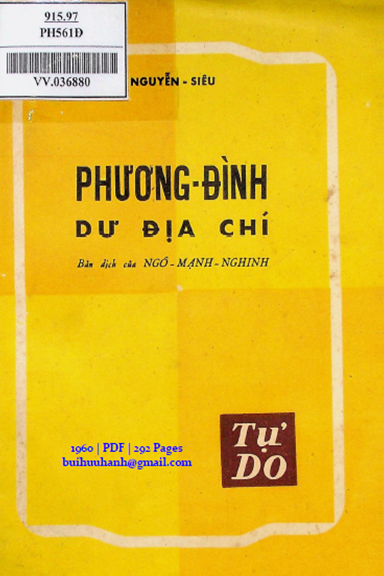 915.97
PH561Đ
VV.036880
NGUYỄN - SIÊU
PHƯƠNG-ĐÌNH
DƯ ĐỊA CHÍ
Bản dịch của NGÔ - MẠNH - NGHINH
TỰ
DO
1960 | PDF | 292 Pages
buihuuhanh@gmail.com